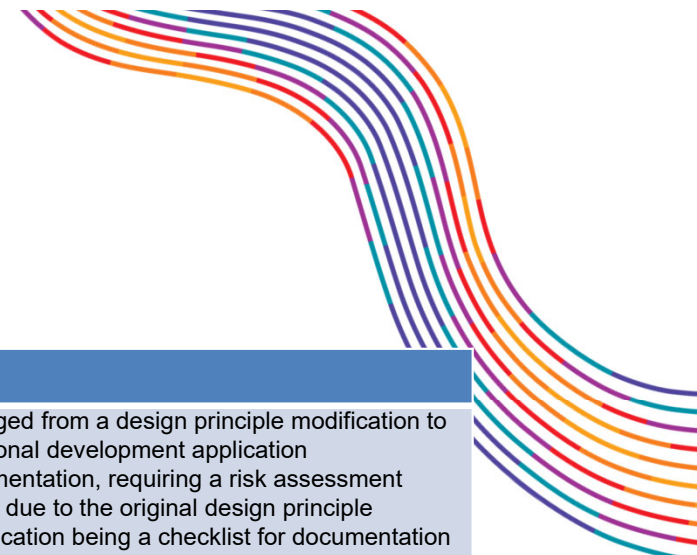 ged from a design principle modification to
onal development application
mentation, requiring a risk assessment
due to the original design principle
cation being a checklist for documentation